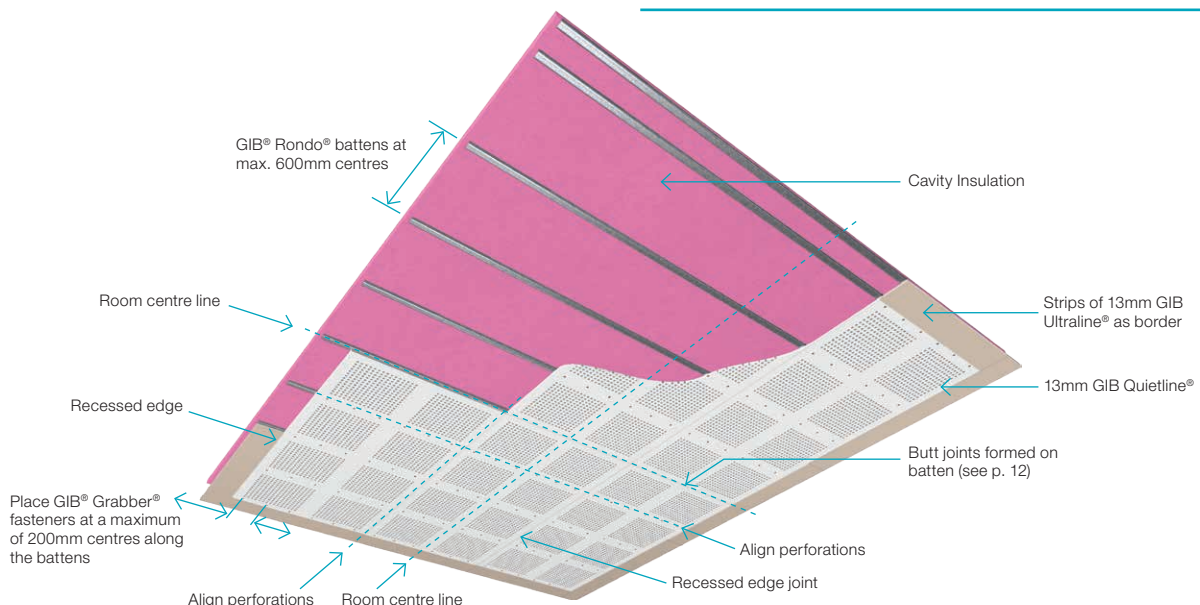 GIB® Rondo® battens at
max. 600mm centres
Cavity Insulation
Room centre line
Strips of 13mm GIB
Ultraline® as border
13mm GIB Quietline®
Recessed edge
Butt joints formed on
batten (see p. 12)
Place GIB® Grabber®
fasteners at a maximum
of 200mm centres along
the battens
Align perforations
Recessed edge joint
Align perforations
Room centre line